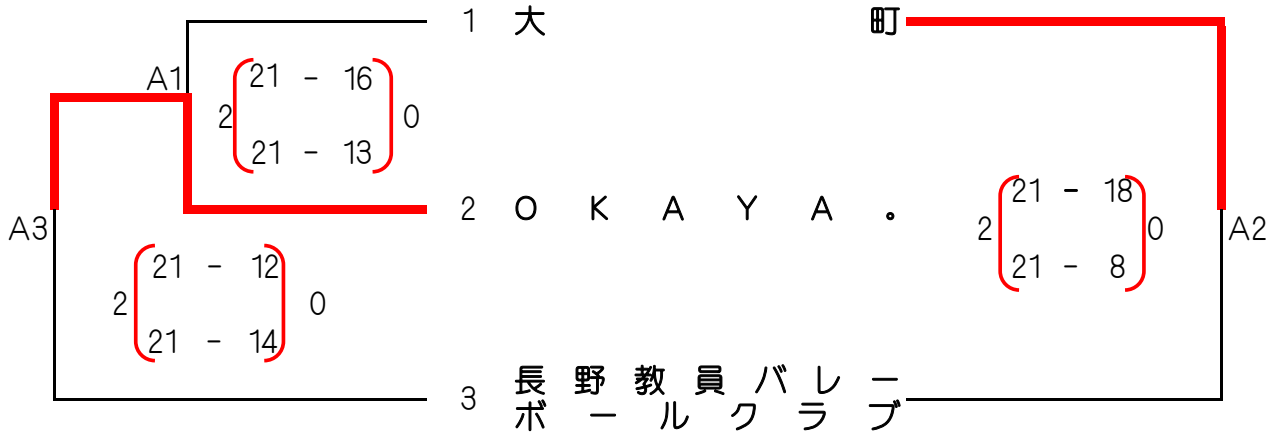 1 大町
A1
21 - 16
2 0
21 - 13
2 OKAYA。
A3
21 - 12
2 0
21 - 14
21 - 18
2 0
A2
21 - 8
3 長野教員バレー
ボールクラブ